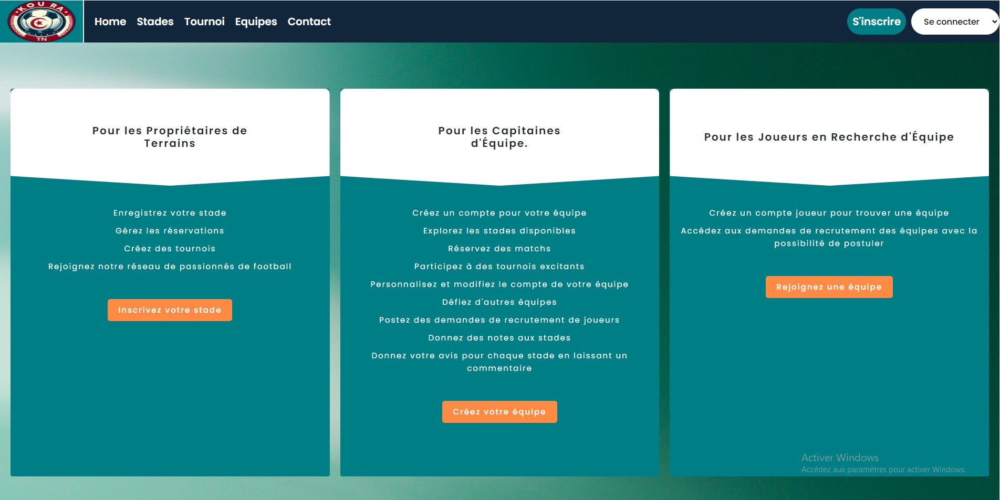 KOURA
TN
Home Stades Tournoi Equipes Contact
S'inscrire
Se connecter
Pour les Propriétaires de
Terrains
Enregistrez votre stade
Gérez les réservations
Créez des tournois
Rejoignez notre réseau de passionnés de football
Inscrivez votre stade
Pour les Capitaines
d'Équipe.
Créez un compte pour votre équipe
Explorez les stades disponibles
Réservez des matchs
Participez à des tournois excitants
Personnalisez et modifiez le compte de votre équipe
Défiez d'autres équipes
Postez des demandes de recrutement de joueurs
Donnez des notes aux stades
Donnez votre avis pour chaque stade en laissant un
commentaire
Créez votre équipe
Pour les Joueurs en Recherche d'Équipe
Créez un compte joueur pour trouver une équipe
Accédez aux demandes de recrutement des équipes avec la
possibilité de postuler
Rejoignez une équipe
Activer Windows
Accédez aux paramètres pour activer Windows.